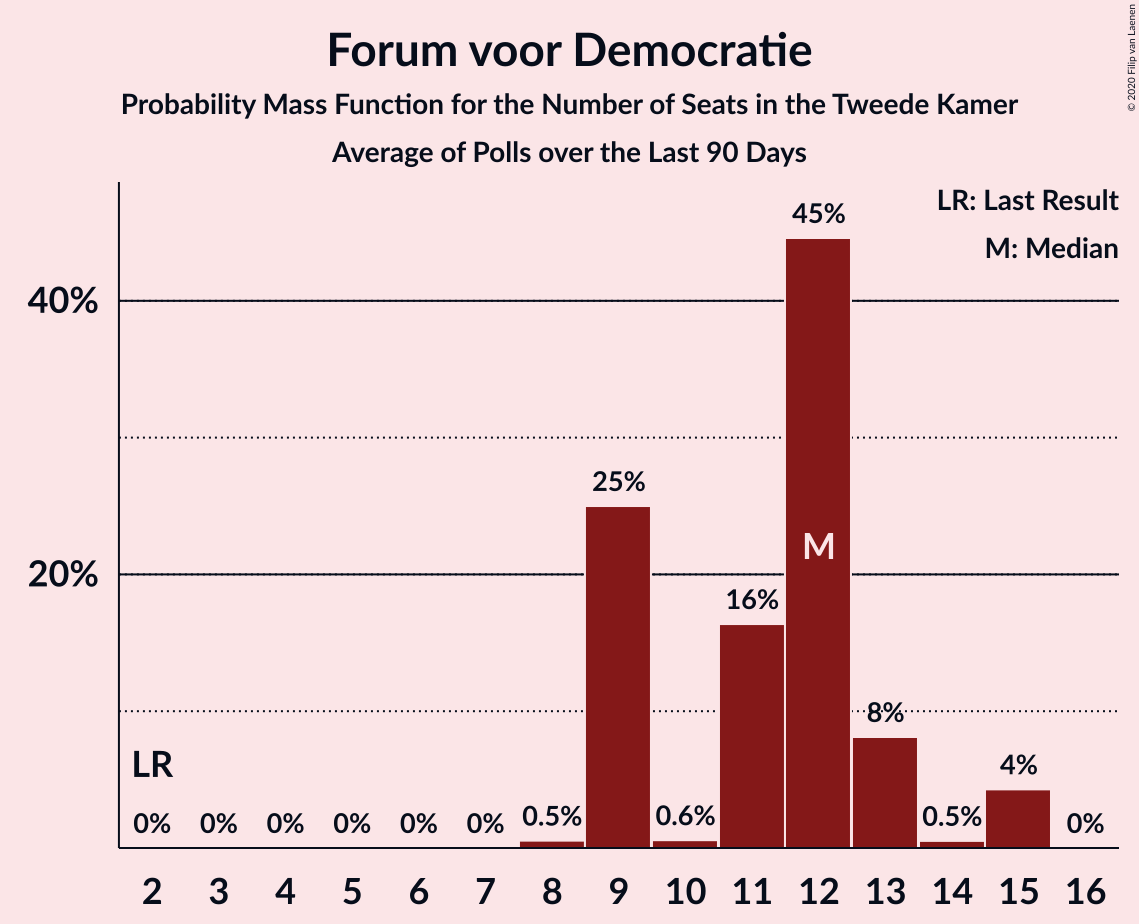 Forum voor Democratie
Probability Mass Function for the Number of Seats in the Tweede Kamer
Average of Polls over the Last 90 Days
© 2020 Filip van Laenen
LR: Last Result
M: Median
45%
40%
25%
M
20%
16%
8%
LR
4%
0% 0% 0% 0% 0% 0% 0.5% 0.6% 0.5% 0%
2 3 4 5 6 7 8 9 10 11 12 13 14 15 16